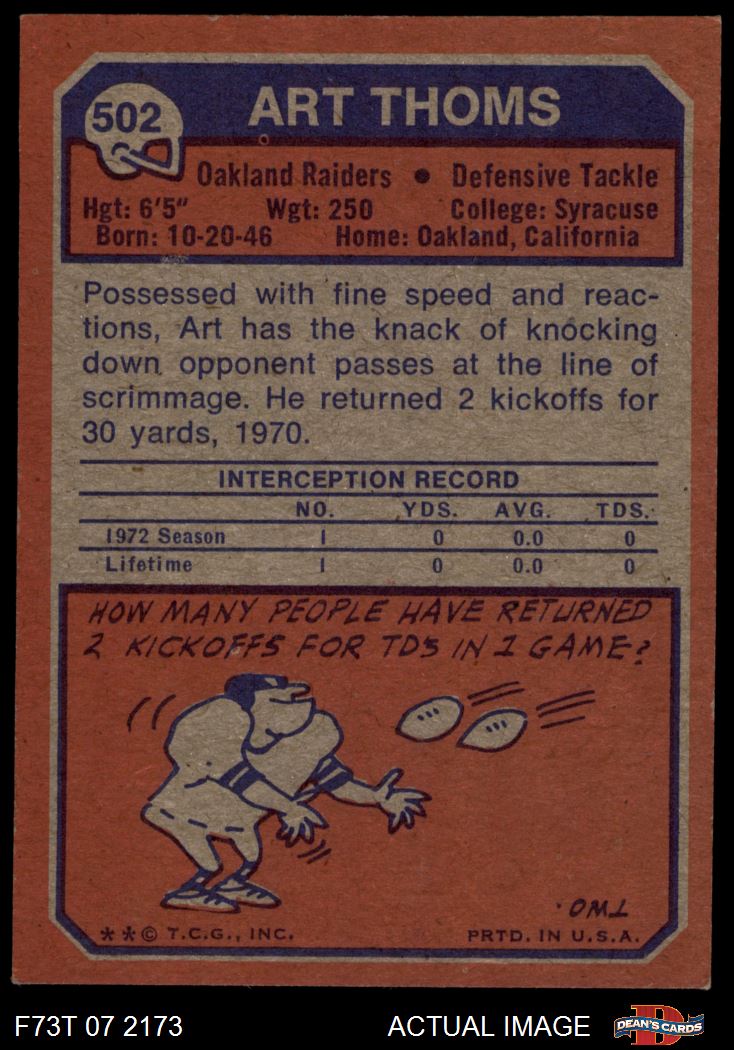 502
ART THOMS
Oakland Raiders • Defensive Tackle
Hgt: 6'5" Wgt: 250 College: Syracuse
Born: 10-20-46 Home: Oakland, California
Possessed with fine speed and reac-
tions, Art has the knack of knocking
down opponent passes at the line of
scrimmage. He returned 2 kickoffs for
30 yards, 1970.
INTERCEPTION RECORD
NO. YDS. AVG. TDS.
1972 Season 1 0 0.0 0
Lifetime 1 0 0.0 0
HOW MANY PEOPLE HAVE RETURNED
2 KICKOFFS FOR TDS IN 1 GAME?
TWO.
**© T.C.G., INC. PRTD. IN U.S.A.
F73T 07 2173 ACTUAL IMAGE D DEAN'S CARDS